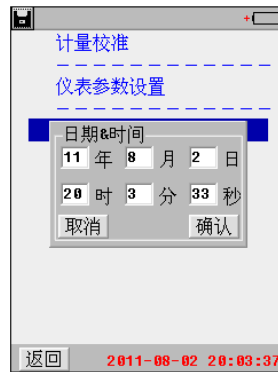 计量校准
仪表参数设置
日期&时间
11 年 8 月 2 日
20 时 3 分 33 秒
取消 确认
返回 2011-08-02 20:03:37